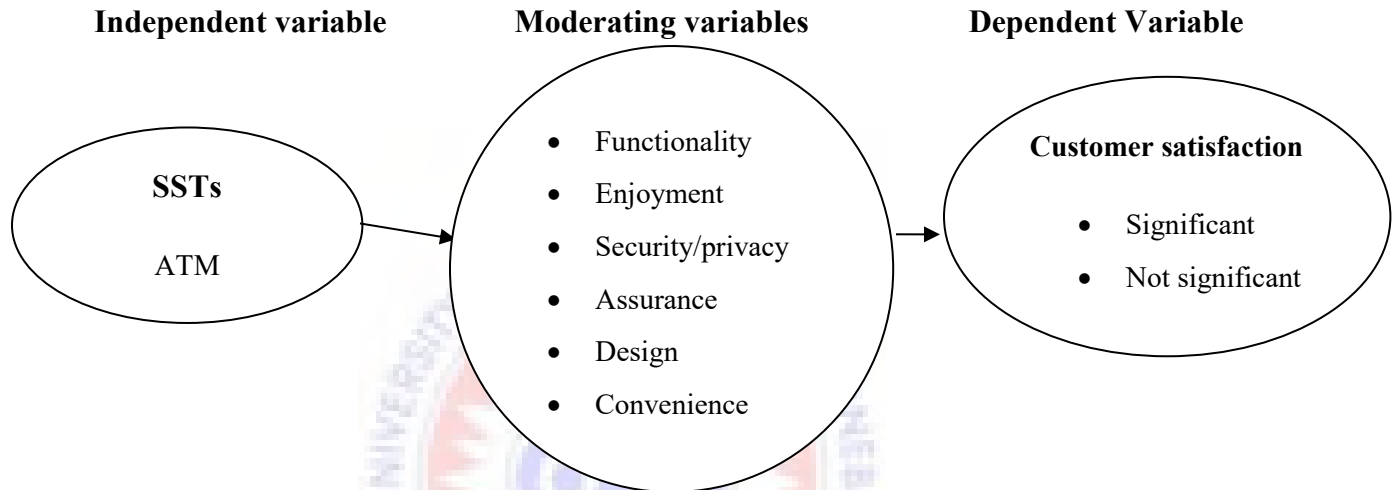 Independent variable
Moderating variables
Dependent Variable
SSTs
ATM
• Functionality
• Enjoyment
• Security/privacy
• Assurance
• Design
• Convenience
Customer satisfaction
• Significant
• Not significant